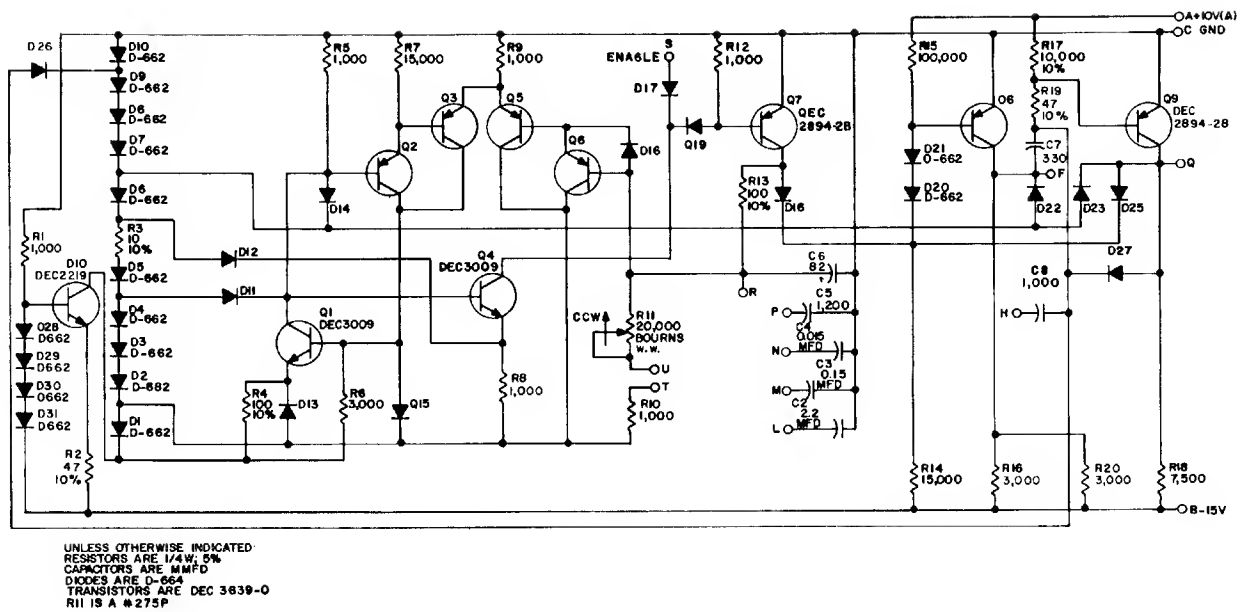 A+10V(A)
C GND
D26
D10
D-662
D9
D-662
D8
D-662
D7
D-662
D6
D-662
R3
10
10%
D5
D-662
D4
D-662
D3
D-662
D2
D-682
D1
D-662
R1
1,000
D10
DEC2219
D28
D662
D29
D662
D30
D662
D31
D662
R2
47
10%
D12
D11
R5
1,000
D14
R7
15,000
Q2
Q3
R9
1,000
Q5
Q6
D16
Q1
DEC3009
R4
100
10%
D13
R6
3,000
Q15
Q4
DEC3009
R8
1,000
S
ENABLE
D17
Q19
R12
1,000
Q7
QEC
2894-2B
R13
100
10%
D16
R
CCW
R11
20,000
BOURNS
W.W.
U
T
R10
1,000
C6
82
+
C5
1,200
P
C4
0.015
MFD
N
C3
0.15
MFD
M
C2
2.2
MFD
L
R15
100,000
D21
D-662
D20
D-662
O6
R17
10,000
10%
R19
47
10%
C7
330
F
D22
D23
D25
Q9
DEC
2894-28
Q
D27
C8
1,000
H
R14
15,000
R16
3,000
R20
3,000
R18
7,500
B-15V
UNLESS OTHERWISE INDICATED
RESISTORS ARE 1/4W; 5%
CAPACITORS ARE MMFD
DIODES ARE D-664
TRANSISTORS ARE DEC 3639-0
R11 IS A #275P